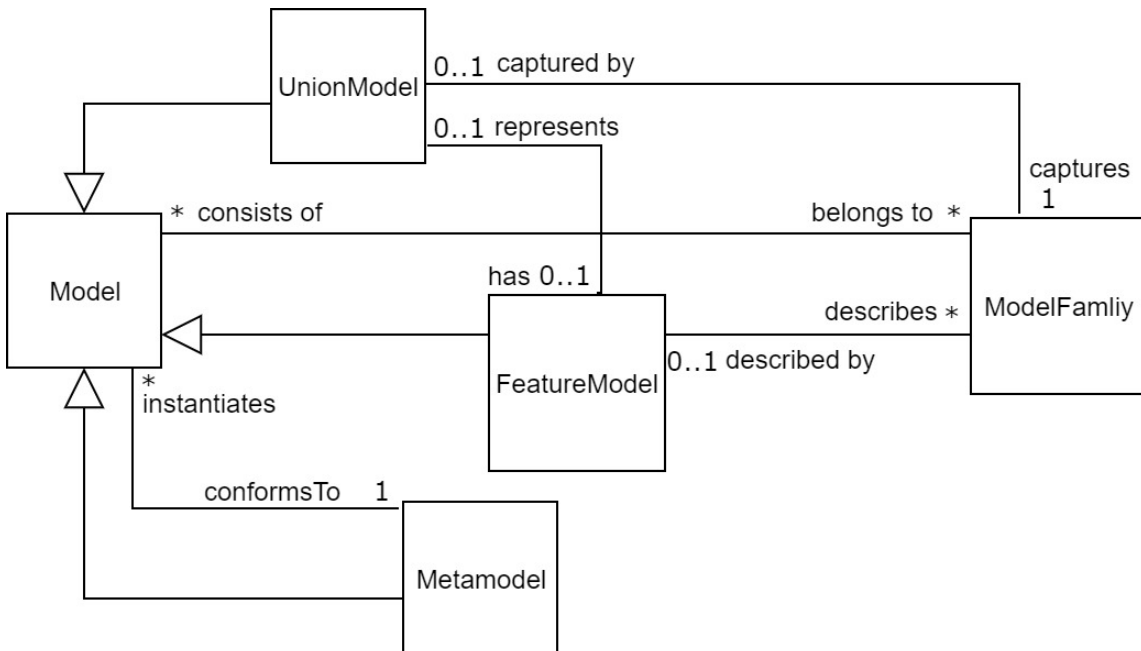 UnionModel
0..1 captured by
0..1 represents
captures
1
* consists of
belongs to *
Model
has 0..1
describes *
ModelFamliy
FeatureModel
0..1 described by
*
instantiates
conformsTo 1
Metamodel